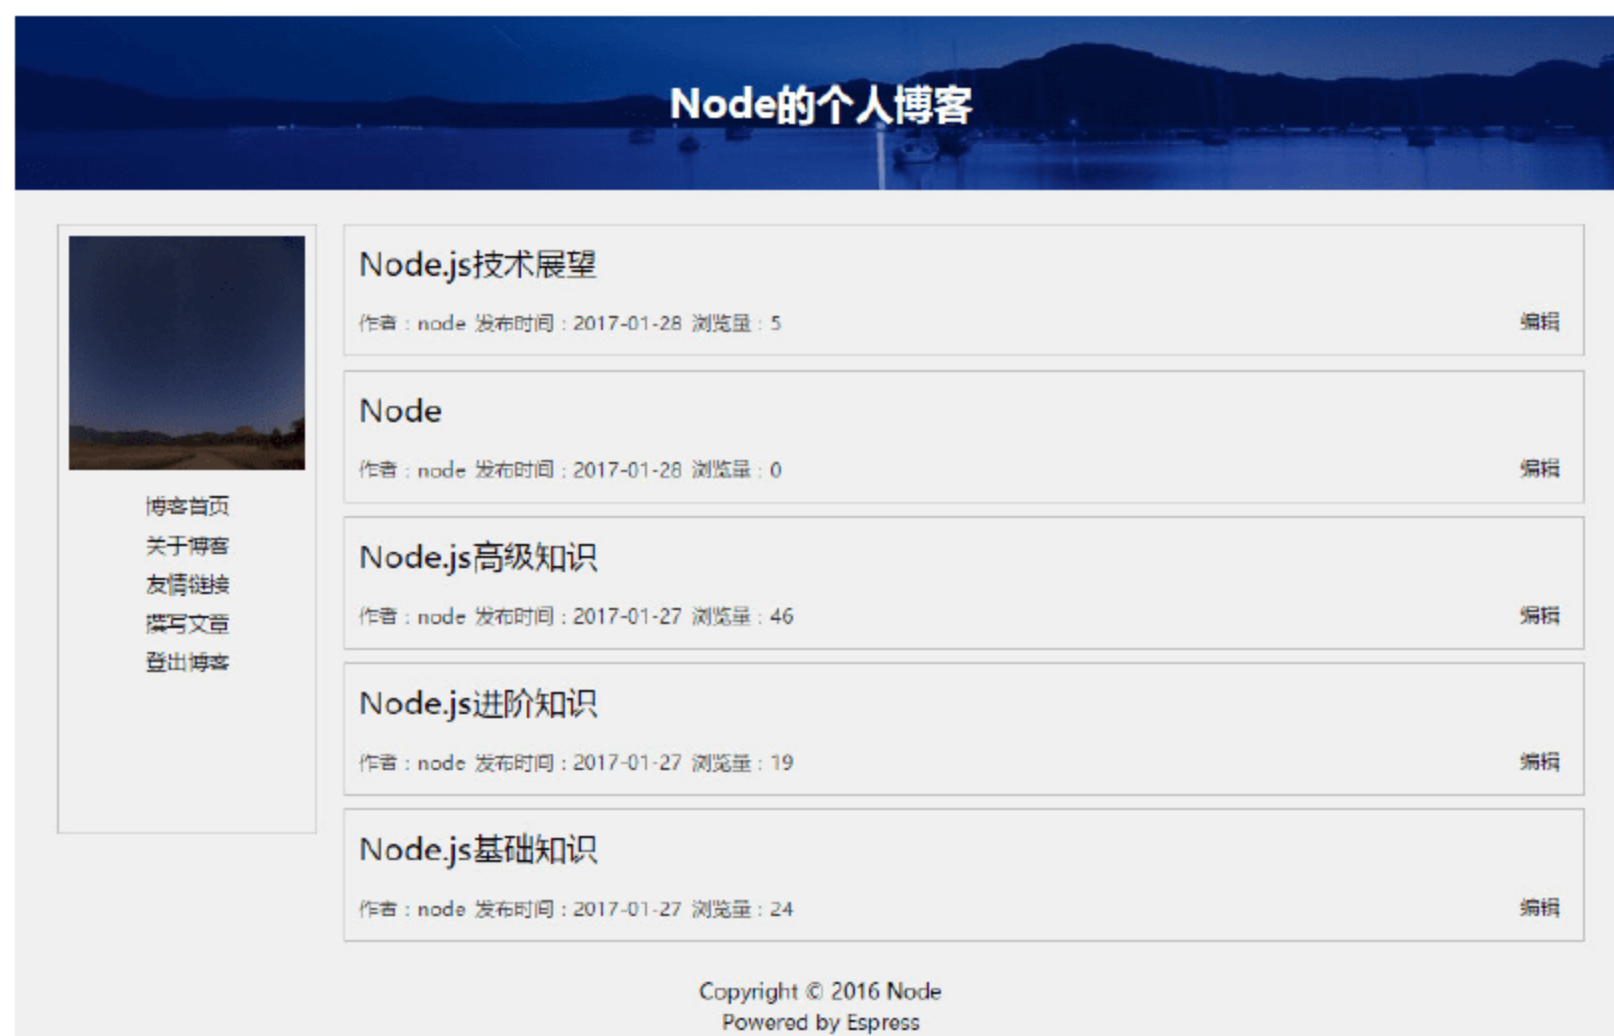 Node的个人博客
博客首页
关于博客
友情链接
撰写文章
登出博客
Node.js技术展望
作者：node 发布时间：2017-01-28 浏览量：5
编辑
Node
作者：node 发布时间：2017-01-28 浏览量：0
编辑
Node.js高级知识
作者：node 发布时间：2017-01-27 浏览量：46
编辑
Node.js进阶知识
作者：node 发布时间：2017-01-27 浏览量：19
编辑
Node.js基础知识
作者：node 发布时间：2017-01-27 浏览量：24
编辑
Copyright © 2016 Node
Powered by Espress